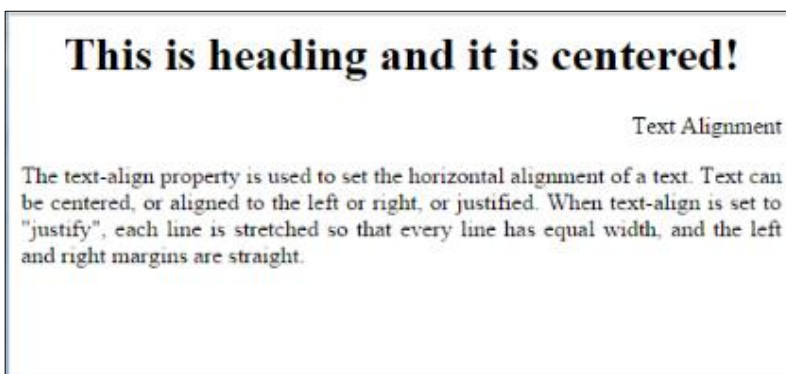 This is heading and it is centered!
Text Alignment
The text-align property is used to set the horizontal alignment of a text. Text can
be centered, or aligned to the left or right, or justified. When text-align is set to
"justify", each line is stretched so that every line has equal width, and the left
and right margins are straight.